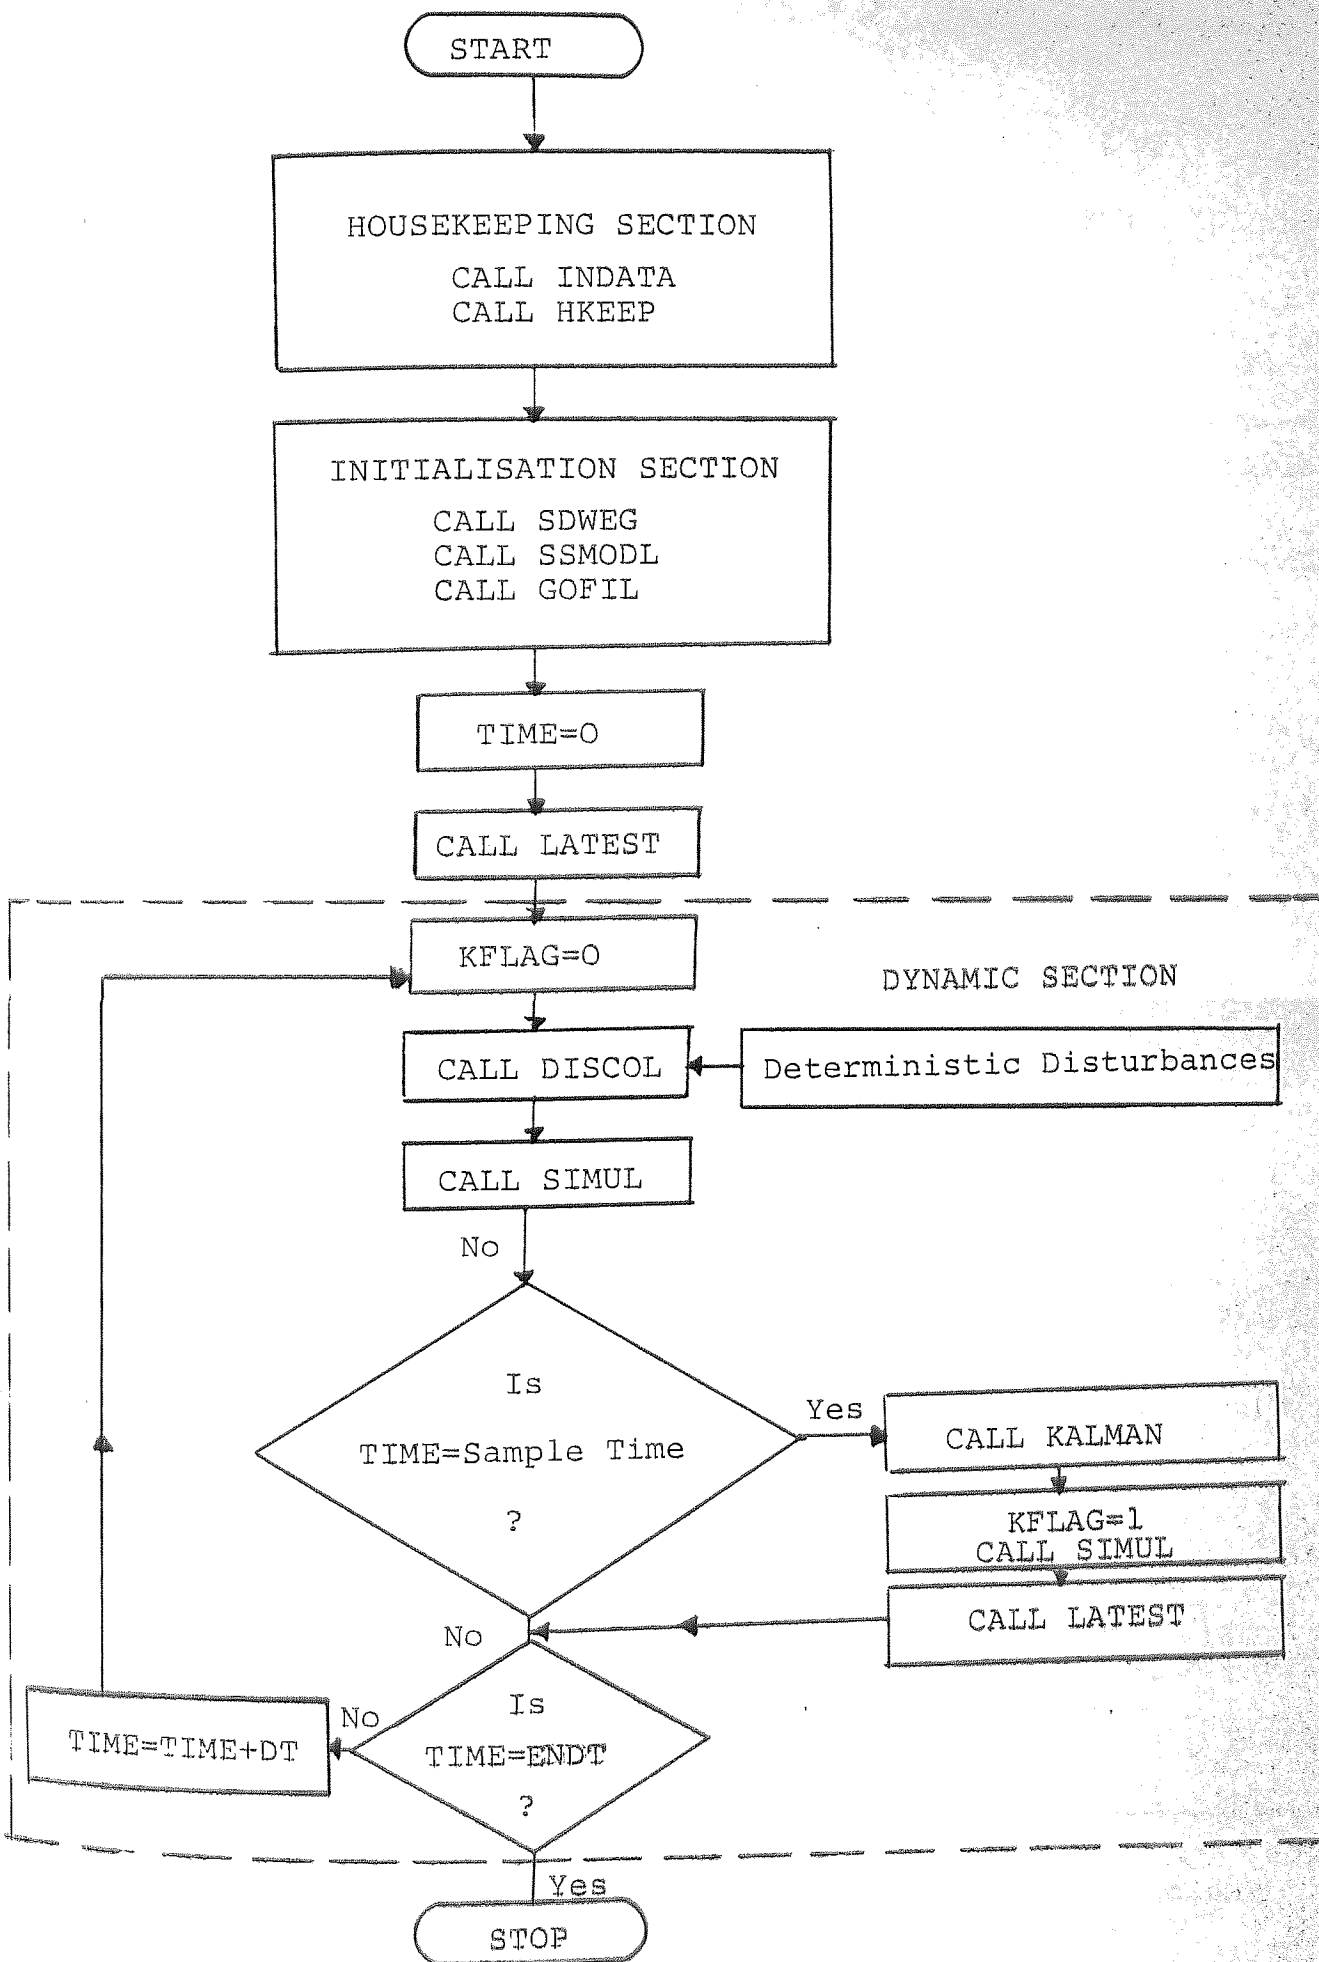 START
HOUSEKEEPING SECTION
CALL INDATA
CALL HKEEP
INITIALISATION SECTION
CALL SDWEG
CALL SSMODL
CALL GOFIL
TIME=O
CALL LATEST
KFLAG=O
DYNAMIC SECTION
CALL DISCOL
Deterministic Disturbances
CALL SIMUL
No
Is
TIME=Sample Time
?
Yes
CALL KALMAN
KFLAG=1
CALL SIMUL
CALL LATEST
No
Is
TIME=ENDT
?
No
TIME=TIME+DT
Yes
STOP